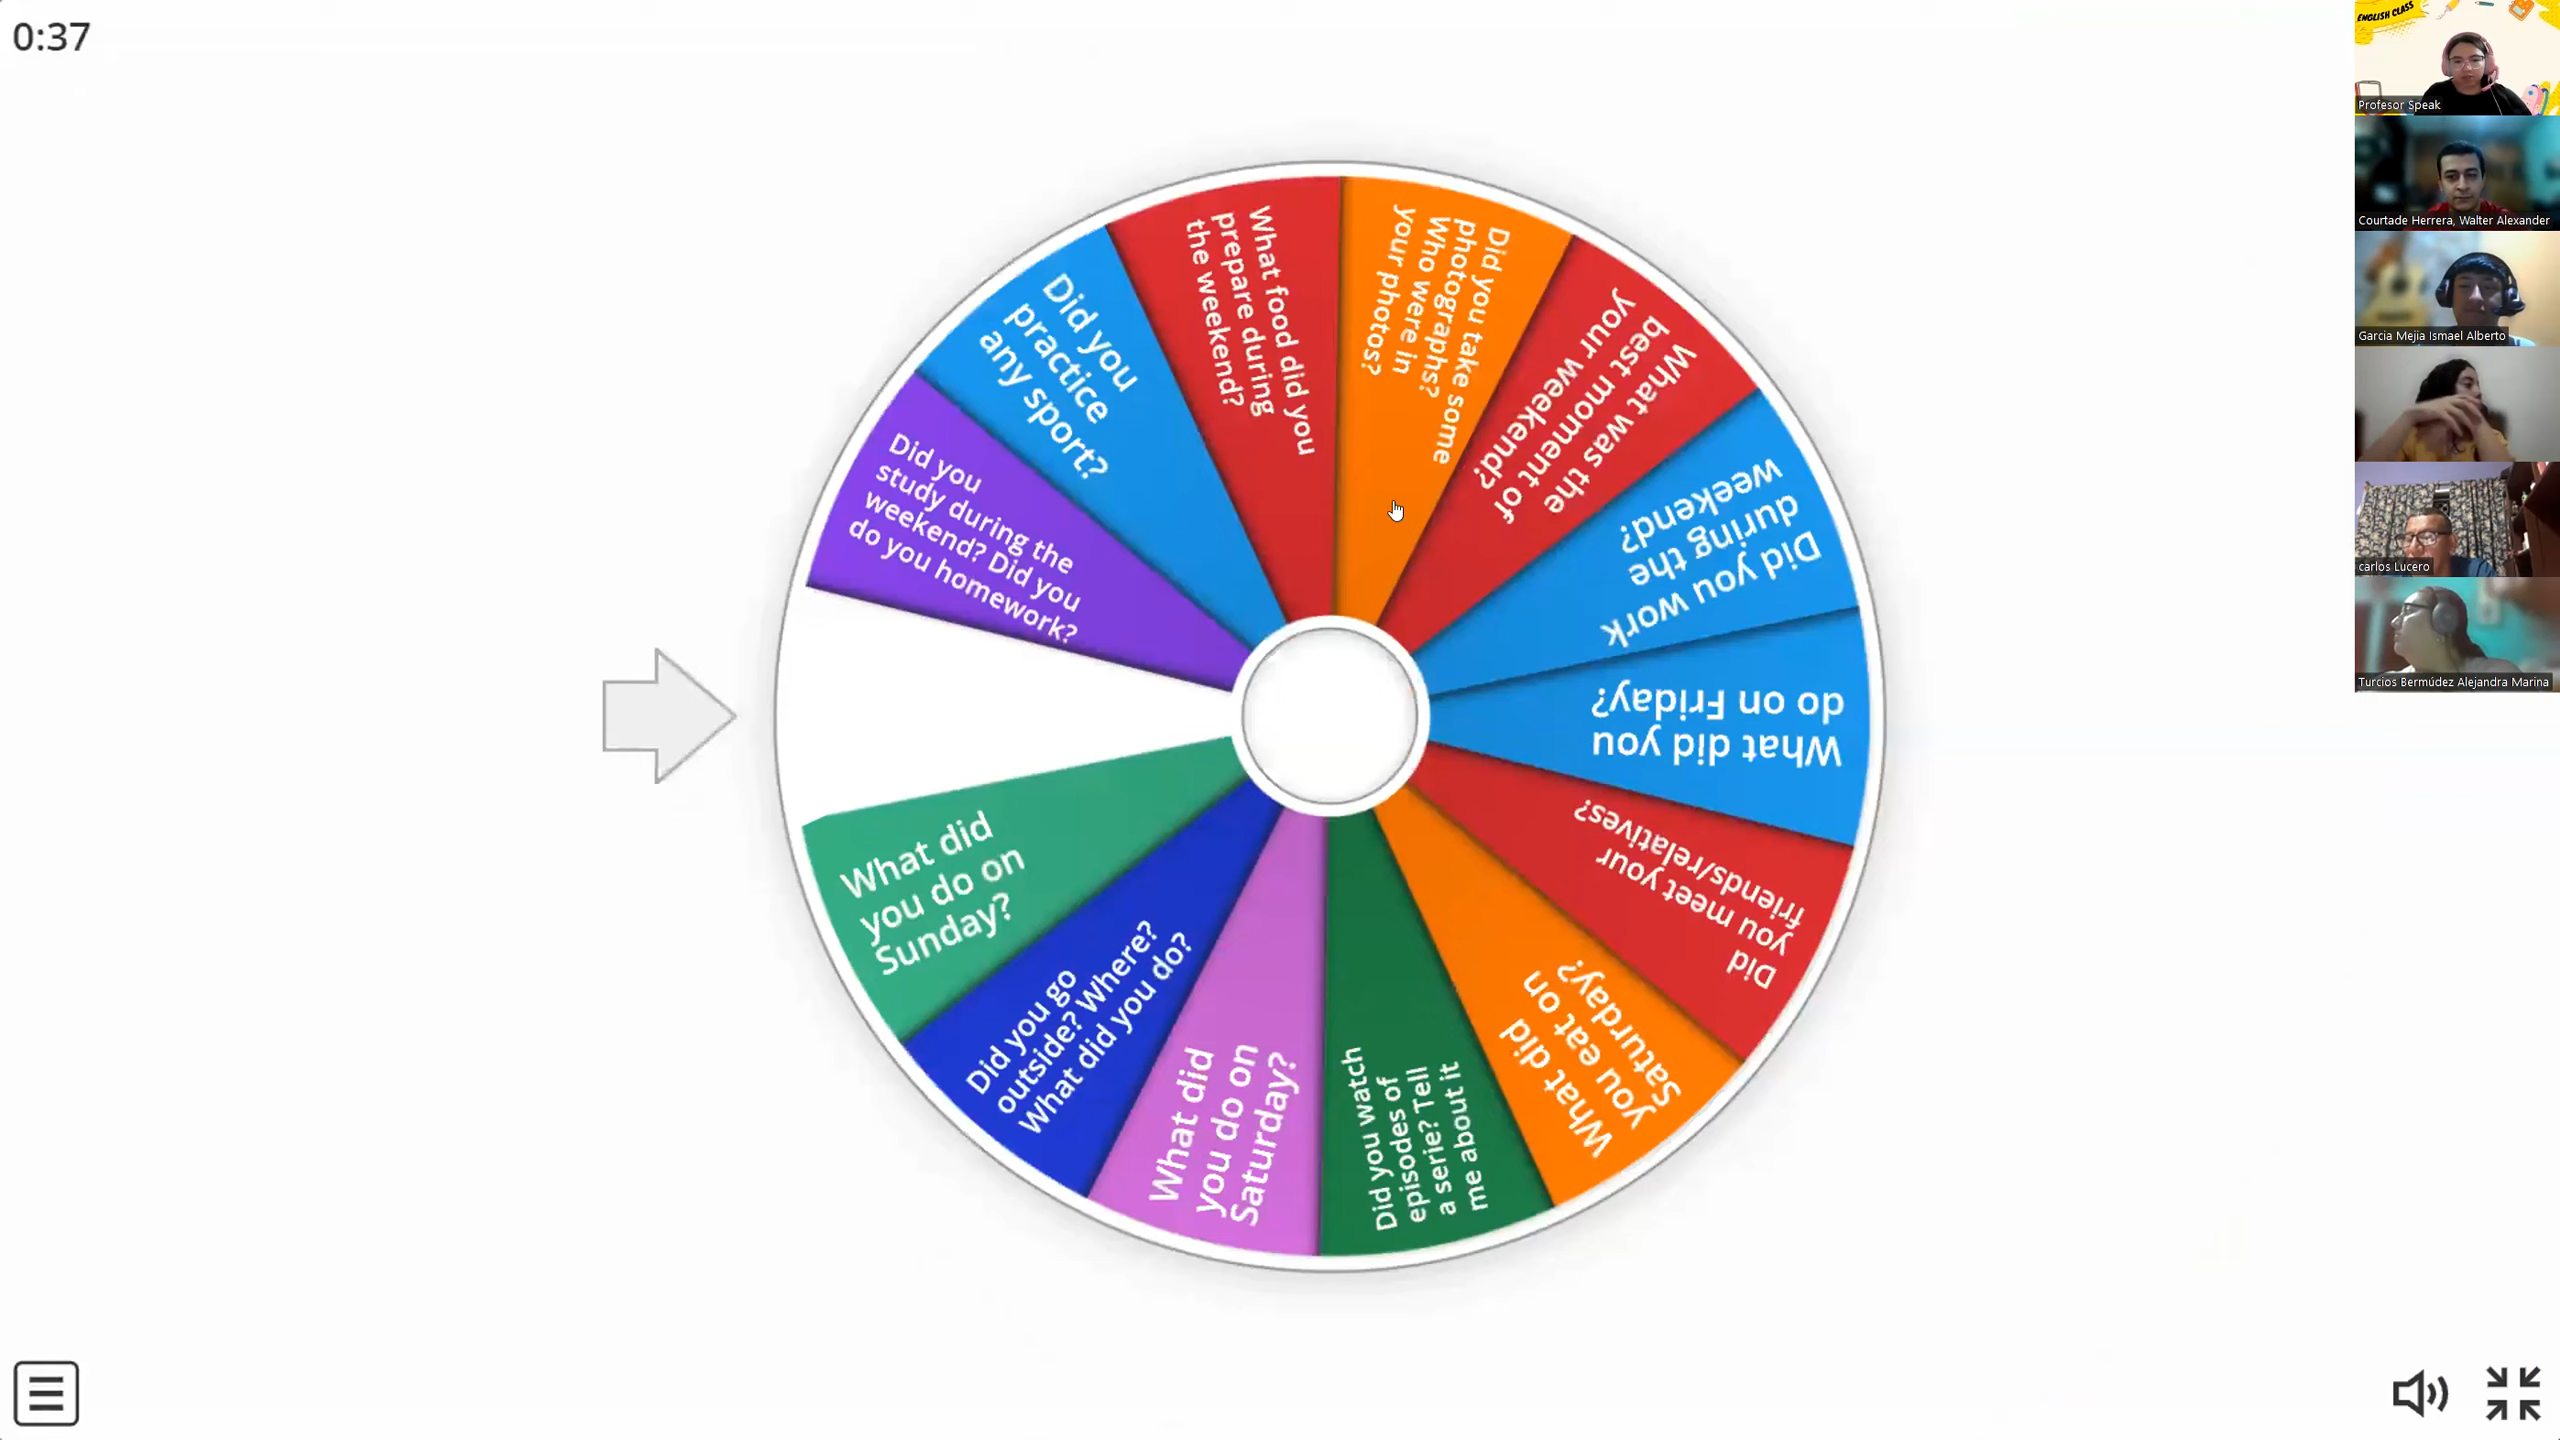 0:37
What food did you
prepare during
the weekend?
Did you take some
photographs?
Who were in
your photos?
What was the
best moment of
your weekend?
Did you work
during the
weekend?
What did you
do on Friday?
Did
you meet your
friends/relatives?
What did
you eat on
Saturday?
Did you watch
episodes of
a serie? Tell
me about it
What did
you do on
Saturday?
Did you go
outside? Where?
What did you do?
What did
you do on
Sunday?
Did you
study during the
weekend? Did you
do you homework?
Did you
practice
any sport?
ENGLISH CLASS
Profesor Speak
Courtade Herrera, Walter Alexander
Garcia Mejia Ismael Alberto
carlos Lucero
Turcios Bermúdez Alejandra Marina